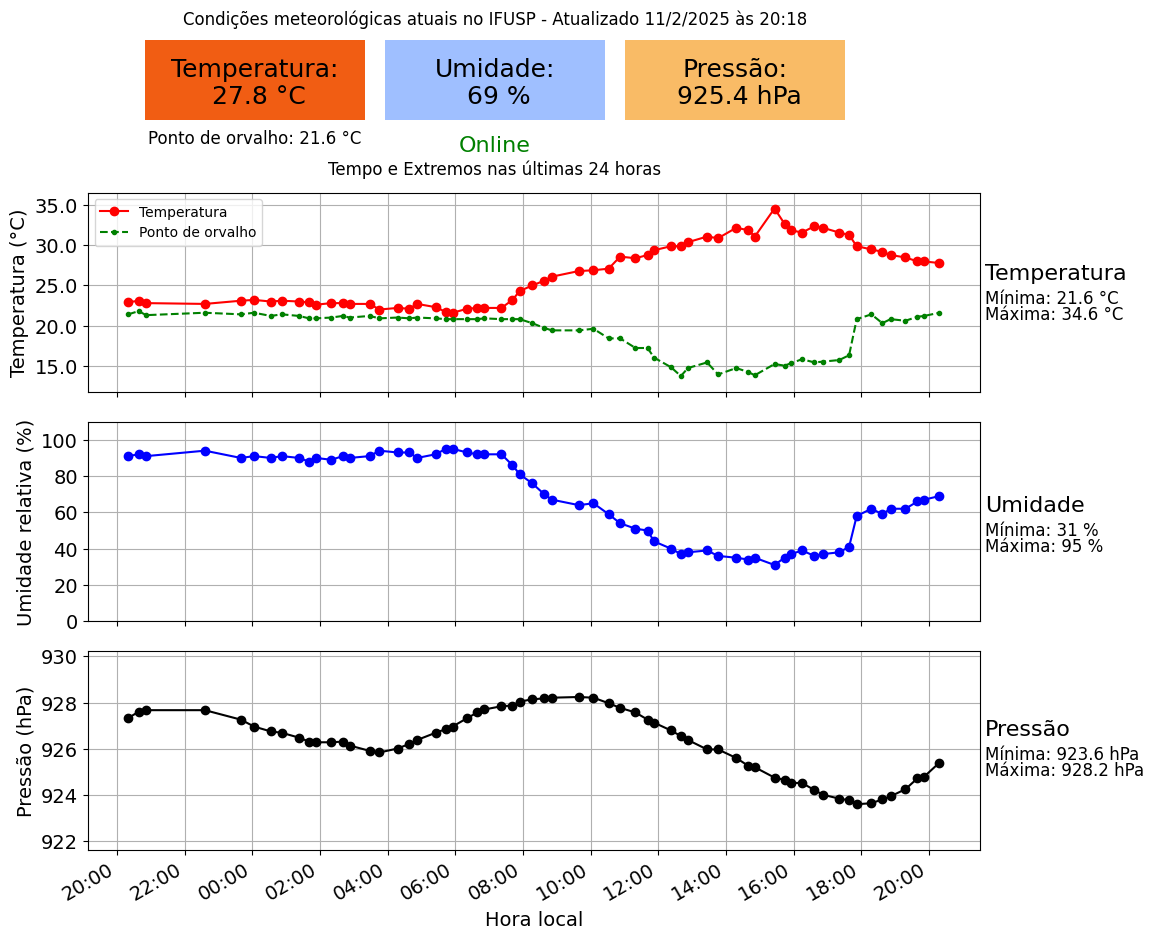 Condições meteorológicas atuais no IFUSP - Atualizado 11/2/2025 às 20:18
Temperatura:
27.8 °C
Umidade:
69 %
Pressão:
925.4 hPa
Ponto de orvalho: 21.6 °C
Online
Tempo e Extremos nas últimas 24 horas
Temperatura (°C)
35.0
30.0
25.0
20.0
15.0
Temperatura
Ponto de orvalho
Temperatura
Mínima: 21.6 °C
Máxima: 34.6 °C
Umidade relativa (%)
100
80
60
40
20
0
Umidade
Mínima: 31 %
Máxima: 95 %
Pressão (hPa)
930
928
926
924
922
Pressão
Mínima: 923.6 hPa
Máxima: 928.2 hPa
20:00 22:00 00:00 02:00 04:00 06:00 08:00 10:00 12:00 14:00 16:00 18:00 20:00
Hora local